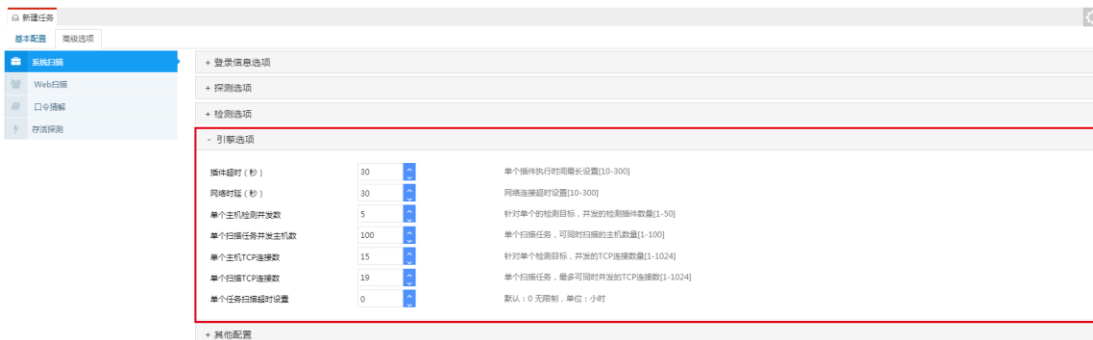 新建任务
基本配置 高级选项
系统扫描
Web扫描
口令猜解
存活探测
+ 登录信息选项
+ 探测选项
+ 检测选项
- 引擎选项
插件超时（秒） 30 单个插件执行时间最长设置[10-300]
网络时延（秒） 30 网络连接超时设置[10-300]
单个主机检测并发数 5 针对单个的检测目标，并发的检测插件数量[1-50]
单个扫描任务并发主机数 100 单个扫描任务，可同时扫描的主机数量[1-100]
单个主机TCP连接数 15 针对单个检测目标，并发的TCP连接数量[1-1024]
单个扫描TCP连接数 19 单个扫描任务，最多可同时并发的TCP连接数[1-1024]
单个任务扫描超时设置 0 默认：0 无限制，单位：小时
+ 其他配置